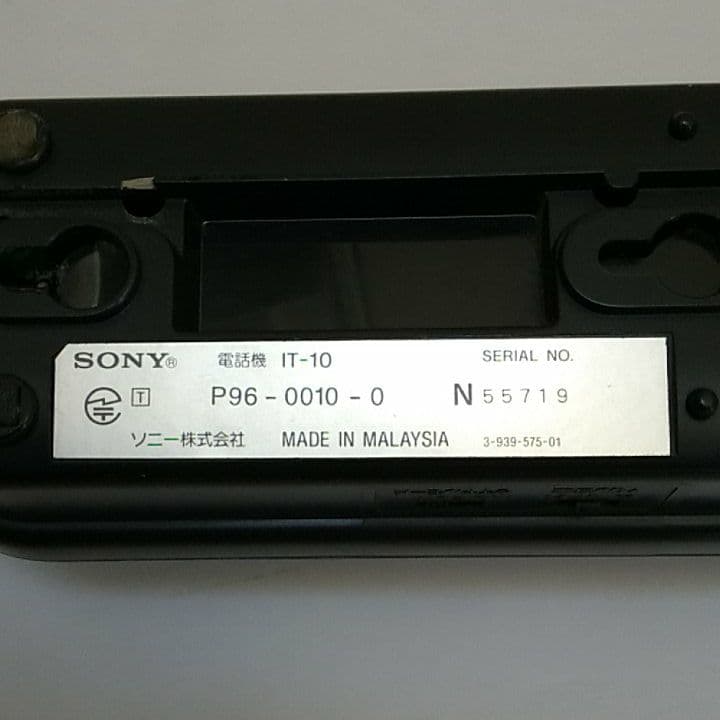 SONY® 電話機 IT-10 SERIAL NO.
T P96-0010-0 N 55719
ソニー株式会社 MADE IN MALAYSIA 3-939-575-01